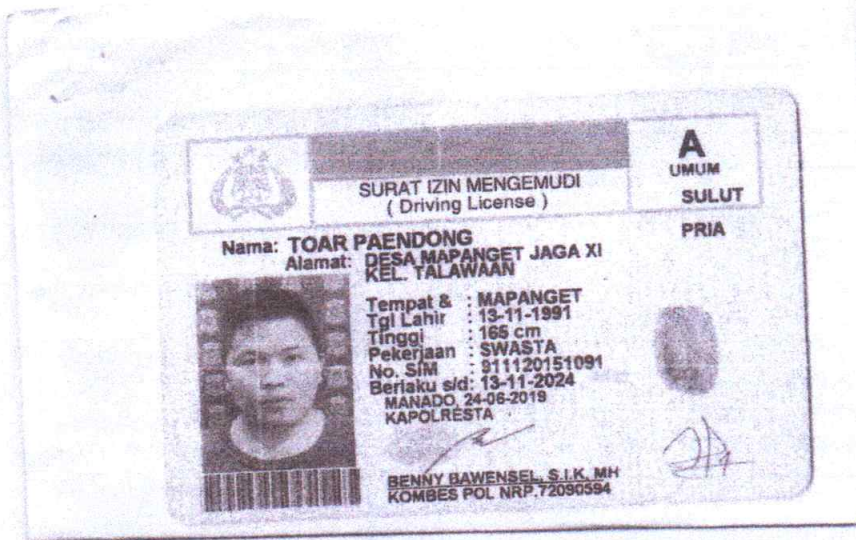 SURAT IZIN MENGEMUDI
( Driving License )
A
UMUM
SULUT
PRIA
Nama: TOAR PAENDONG
Alamat: DESA MAPANGET JAGA XI
KEL. TALAWAAN
Tempat & : MAPANGET
Tgl Lahir : 13-11-1991
Tinggi : 165 cm
Pekerjaan : SWASTA
No. SIM : 911120151091
Berlaku s/d: 13-11-2024
MANADO, 24-06-2019
KAPOLRESTA
BENNY BAWENSEL, S.I.K, MH
KOMBES POL NRP.72090594